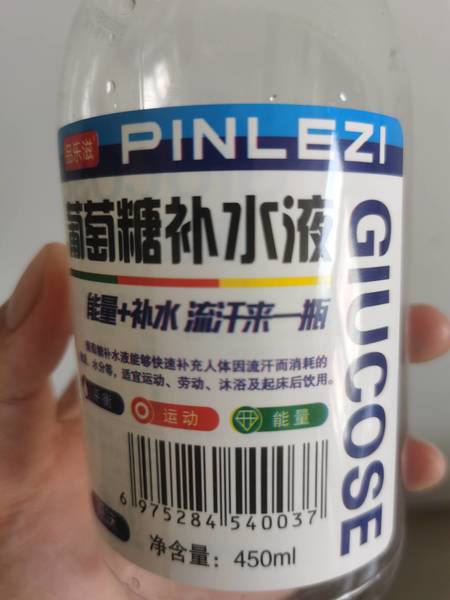 品乐滋 PINLEZI
葡萄糖补水液
GlUCOSE
能量+补水 流汗来一瓶
葡萄糖补水液能够快速补充人体因流汗而消耗的
水分等，适宜运动、劳动、沐浴及起床后饮用。
运动 能量
6 975284 540037
净含量： 450ml